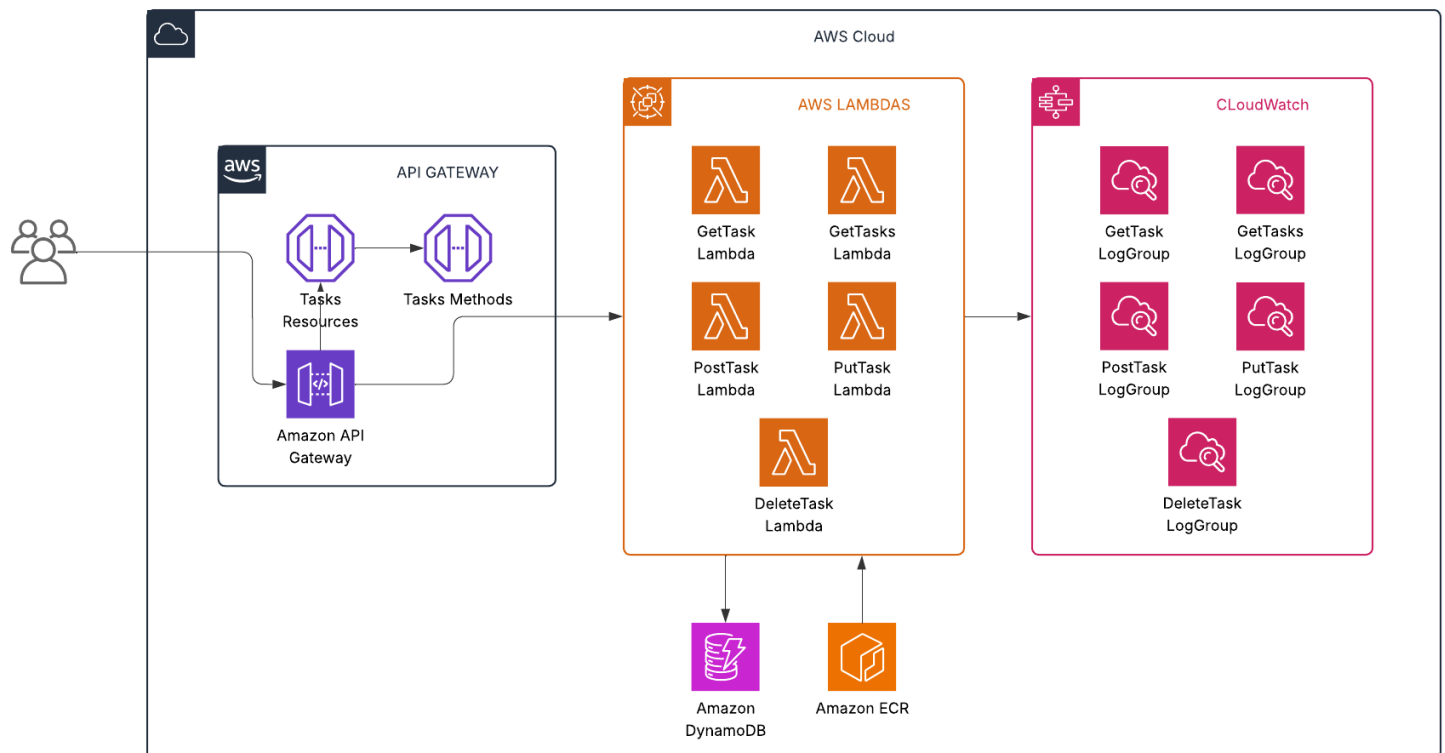 AWS Cloud
AWS LAMBDAS
CLoudWatch
aws
API GATEWAY
Tasks
Resources
Tasks Methods
Amazon API
Gateway
GetTask
Lambda
GetTasks
Lambda
PostTask
Lambda
PutTask
Lambda
DeleteTask
Lambda
GetTask
LogGroup
GetTasks
LogGroup
PostTask
LogGroup
PutTask
LogGroup
DeleteTask
LogGroup
Amazon
DynamoDB
Amazon ECR